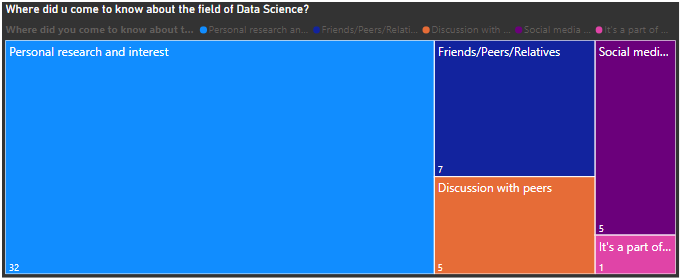 Where did u come to know about the field of Data Science?
Where did you come to know about t... Personal research an... Friends/Peers/Relati... Discussion with ... Social media ... It's a part of ...
Personal research and interest
32
Friends/Peers/Relatives
7
Discussion with peers
5
Social medi...
5
It's a part of...
1